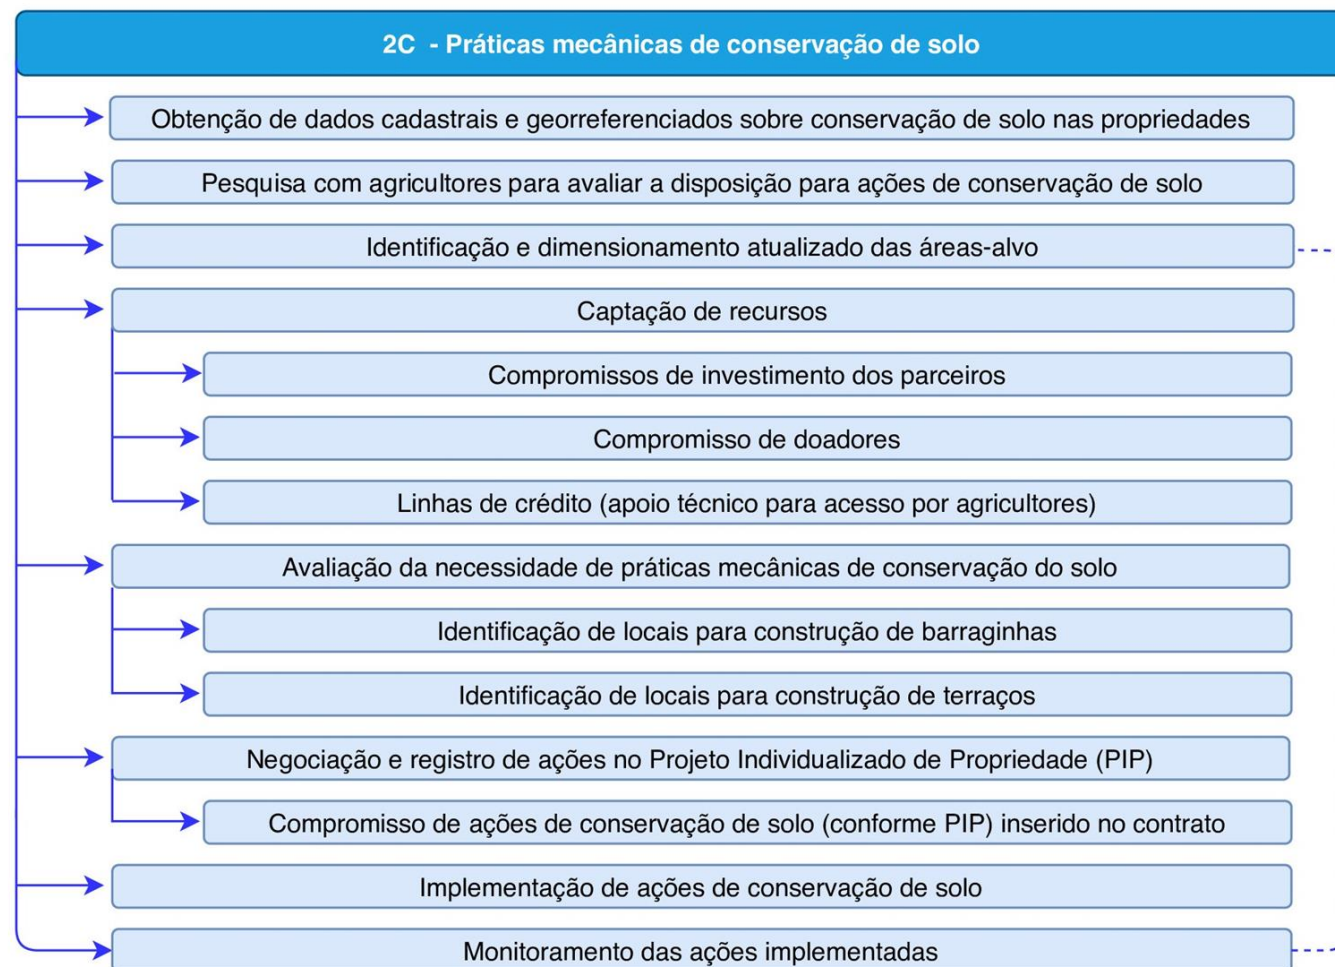 2C - Práticas mecânicas de conservação de solo
Obtenção de dados cadastrais e georreferenciados sobre conservação de solo nas propriedades
Pesquisa com agricultores para avaliar a disposição para ações de conservação de solo
Identificação e dimensionamento atualizado das áreas-alvo
Captação de recursos
Compromissos de investimento dos parceiros
Compromisso de doadores
Linhas de crédito (apoio técnico para acesso por agricultores)
Avaliação da necessidade de práticas mecânicas de conservação do solo
Identificação de locais para construção de barraginhas
Identificação de locais para construção de terraços
Negociação e registro de ações no Projeto Individualizado de Propriedade (PIP)
Compromisso de ações de conservação de solo (conforme PIP) inserido no contrato
Implementação de ações de conservação de solo
Monitoramento das ações implementadas